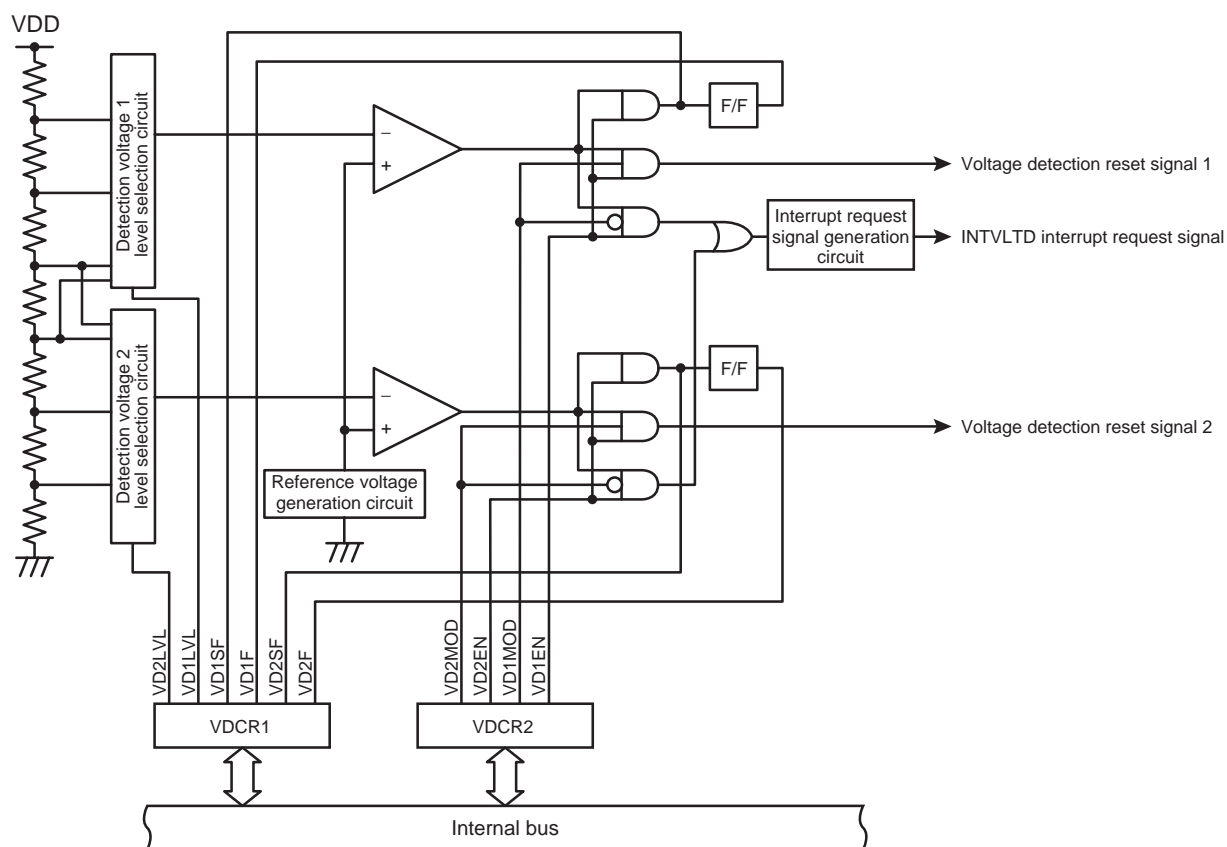 VDD
Detection voltage 1
level selection circuit
Detection voltage 2
level selection circuit
−
+
−
+
Reference voltage
generation circuit
F/F
Voltage detection reset signal 1
Interrupt request
signal generation
circuit
INTVLTD interrupt request signal
F/F
Voltage detection reset signal 2
VD2LVL
VD1LVL
VD1SF
VD1F
VD2SF
VD2F
VD2MOD
VD2EN
VD1MOD
VD1EN
VDCR1
VDCR2
Internal bus